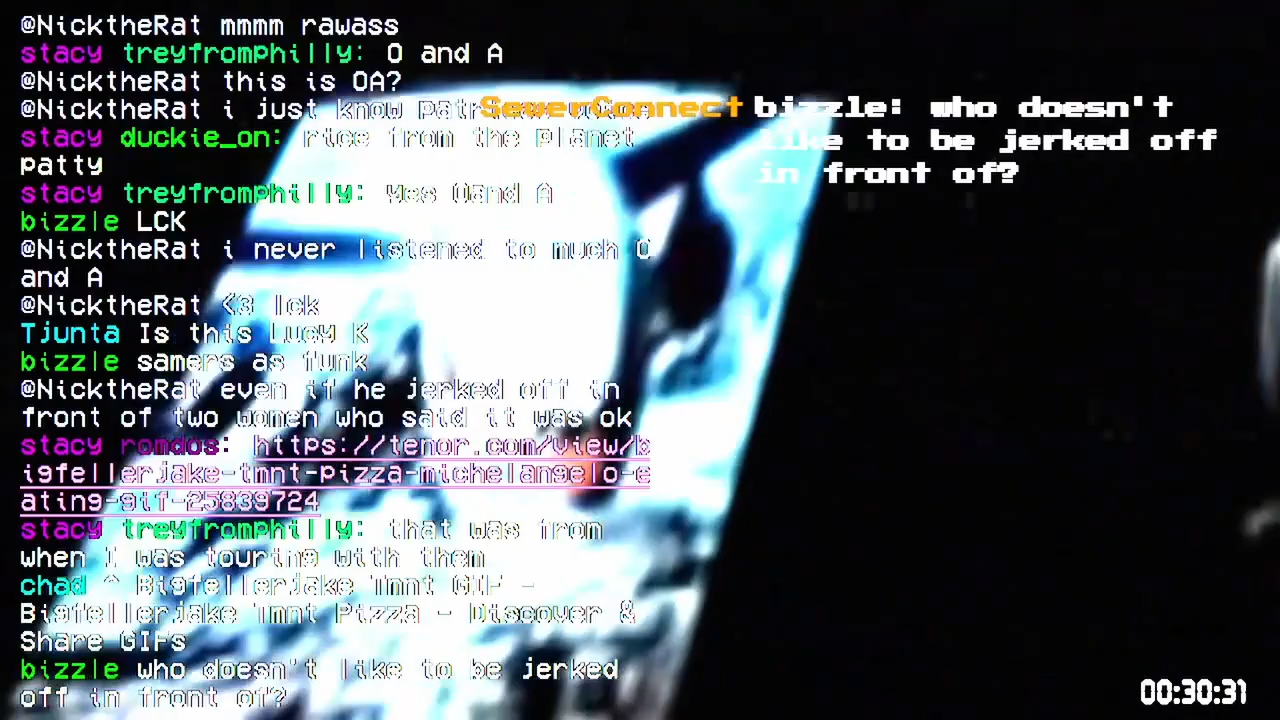 @NicktheRat mmmm rawass
stacy treyfromphilly: O and A
@NicktheRat this is OA?
@NicktheRat i just know
stacy duckie_on: rice from the planet
patty
stacy treyfromphilly: yes Oand A
bizzle LCK
@NicktheRat i never listened to much O
and A
@NicktheRat <3 lck
Tjunta Is this Lucy K
bizzle samers as funk
@NicktheRat even if he jerked off in
front of two women who said it was ok
stacy romdos: https://tenor.com/view/b
igfellerjake-tmnt-pizza-michelangelo-e
ating-gif-25839724
stacy treyfromphilly: that was from
when I was touring with them
chad ^ Bigfellerjake Tmnt GIF -
Bigfellerjake Tmnt Pizza - Discover &
Share GIFs
bizzle who doesn't like to be jerked
off in front of?
SewerConnect bizzle: who doesn't
like to be jerked off
in front of?
00:30:31